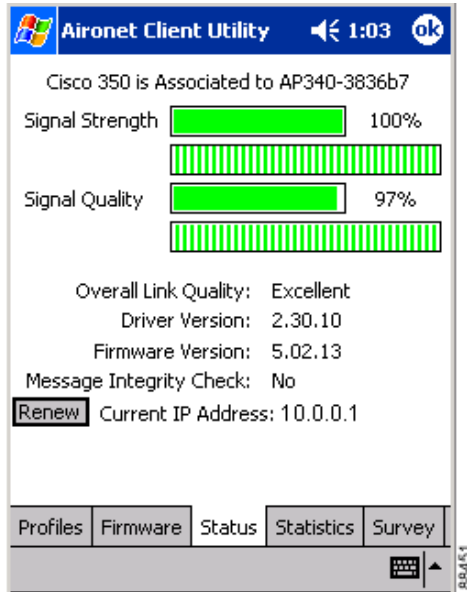 Aironet Client Utility 1:03 ok
Cisco 350 is Associated to AP340-3836b7
Signal Strength 100%
Signal Quality 97%
Overall Link Quality: Excellent
Driver Version: 2.30.10
Firmware Version: 5.02.13
Message Integrity Check: No
Renew Current IP Address: 10.0.0.1
Profiles Firmware Status Statistics Survey
88451